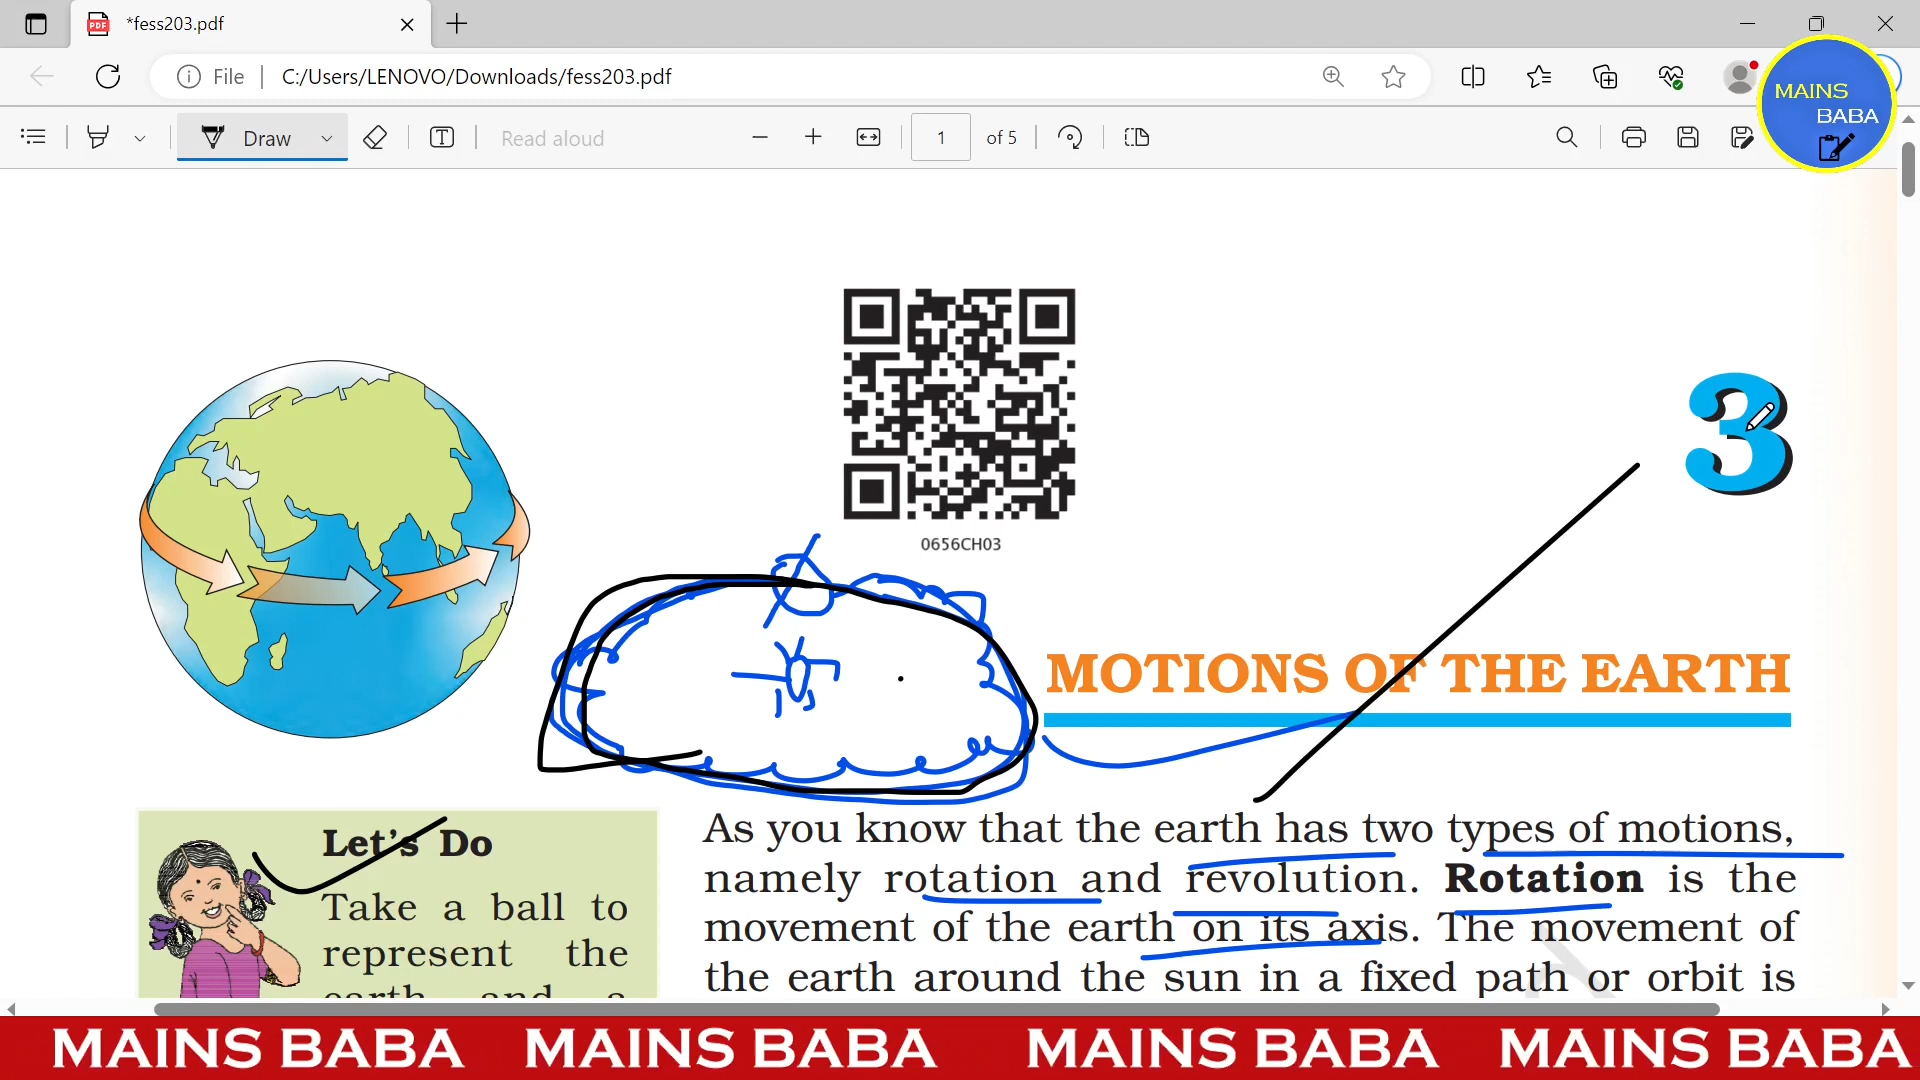 *fess203.pdf
File
C:/Users/LENOVO/Downloads/fess203.pdf
MAINS
BABA
Draw
Read aloud
1
of 5
0656CH03
3
MOTIONS OF THE EARTH
Let's Do
Take a ball to
represent the
earth and a
As you know that the earth has two types of motions,
namely rotation and revolution. Rotation is the
movement of the earth on its axis. The movement of
the earth around the sun in a fixed path or orbit is
MAINS BABA MAINS BABA MAINS BABA MAINS BABA